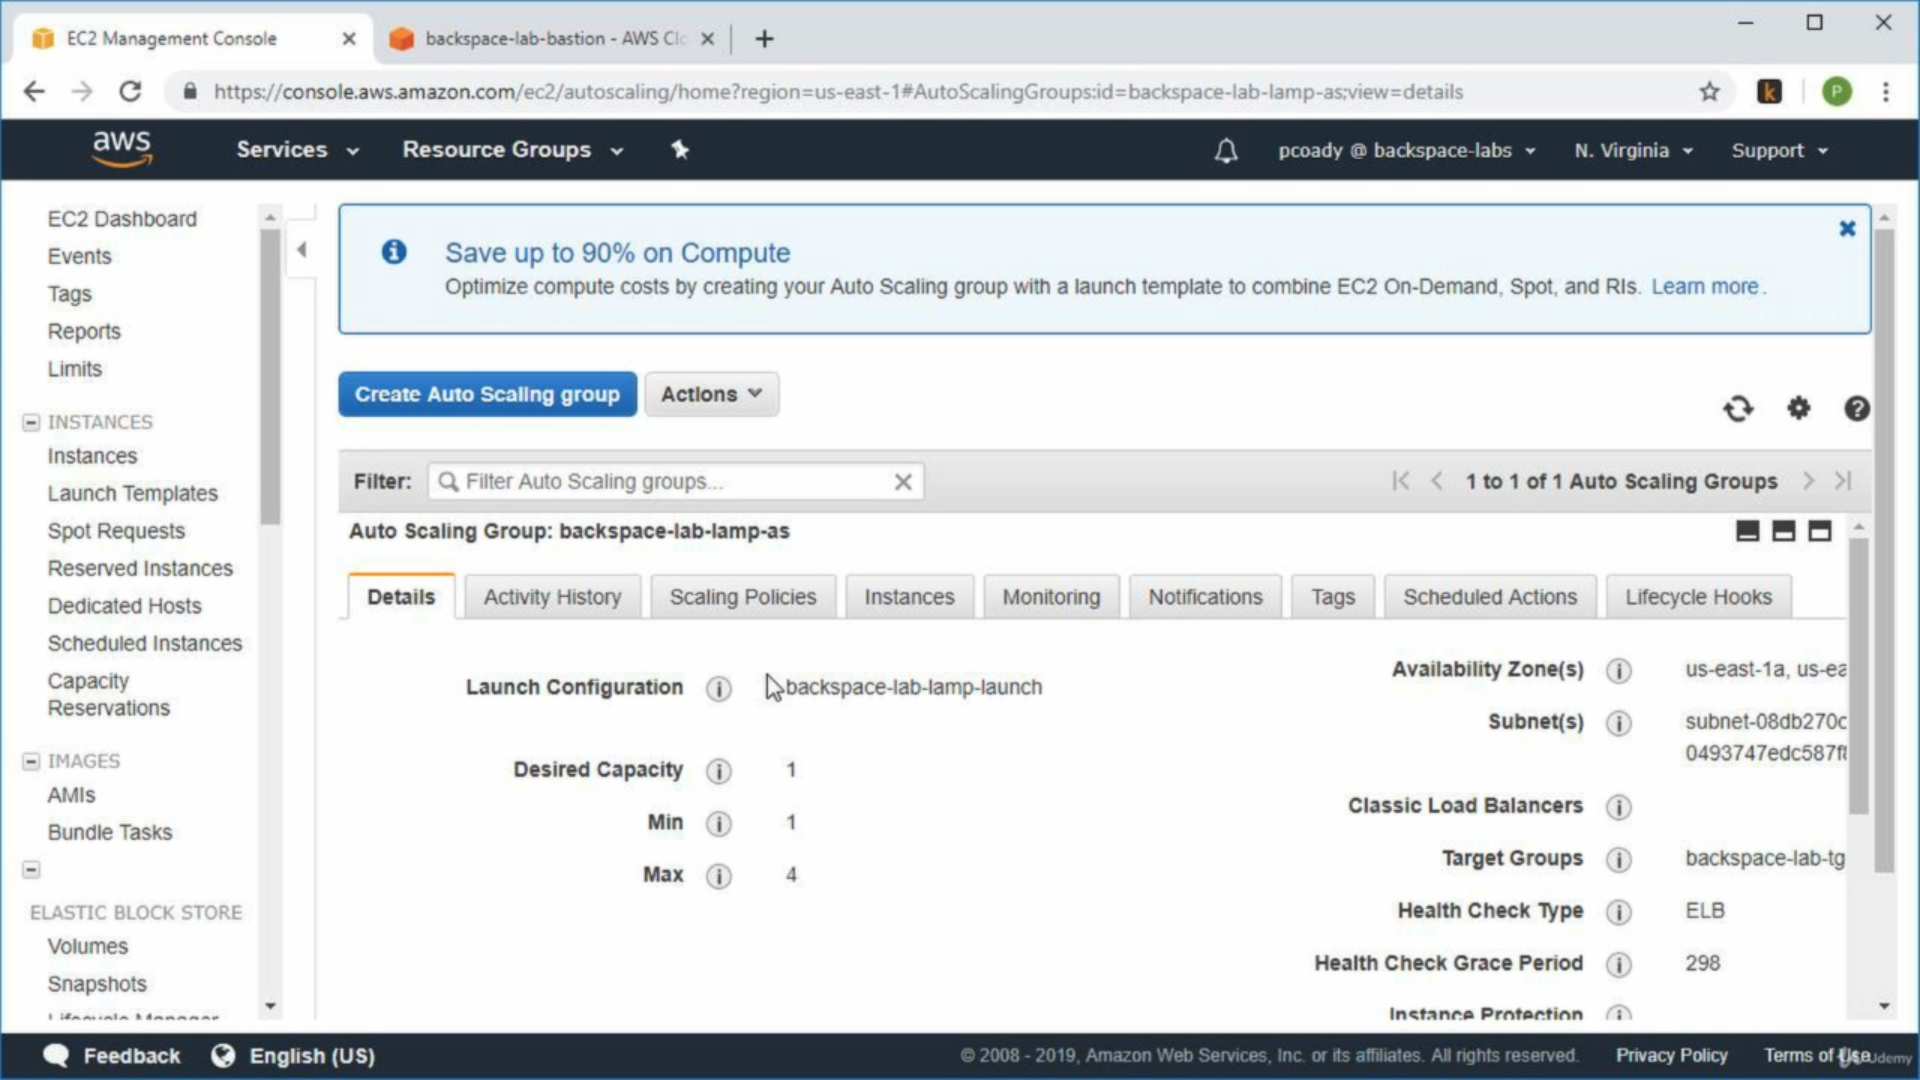 EC2 Management Console
backspace-lab-bastion - AWS Clo
https://console.aws.amazon.com/ec2/autoscaling/home?region=us-east-1#AutoScalingGroups:id=backspace-lab-lamp-as;view=details
k
P
aws
Services
Resource Groups
pcoady @ backspace-labs
N. Virginia
Support
EC2 Dashboard
Events
Tags
Reports
Limits
INSTANCES
Instances
Launch Templates
Spot Requests
Reserved Instances
Dedicated Hosts
Scheduled Instances
Capacity
Reservations
IMAGES
AMIs
Bundle Tasks
ELASTIC BLOCK STORE
Volumes
Snapshots
Lifecycle Manager
Save up to 90% on Compute
Optimize compute costs by creating your Auto Scaling group with a launch template to combine EC2 On-Demand, Spot, and RIs. Learn more.
Create Auto Scaling group
Actions
Filter: Filter Auto Scaling groups...
1 to 1 of 1 Auto Scaling Groups
Auto Scaling Group: backspace-lab-lamp-as
Details
Activity History
Scaling Policies
Instances
Monitoring
Notifications
Tags
Scheduled Actions
Lifecycle Hooks
Launch Configuration backspace-lab-lamp-launch
Desired Capacity 1
Min 1
Max 4
Availability Zone(s) us-east-1a, us-ea
Subnet(s) subnet-08db270c
0493747edc587f
Classic Load Balancers
Target Groups backspace-lab-tg
Health Check Type ELB
Health Check Grace Period 298
Instance Protection
Feedback
English (US)
© 2008 - 2019, Amazon Web Services, Inc. or its affiliates. All rights reserved.
Privacy Policy
Terms of Use
Udemy